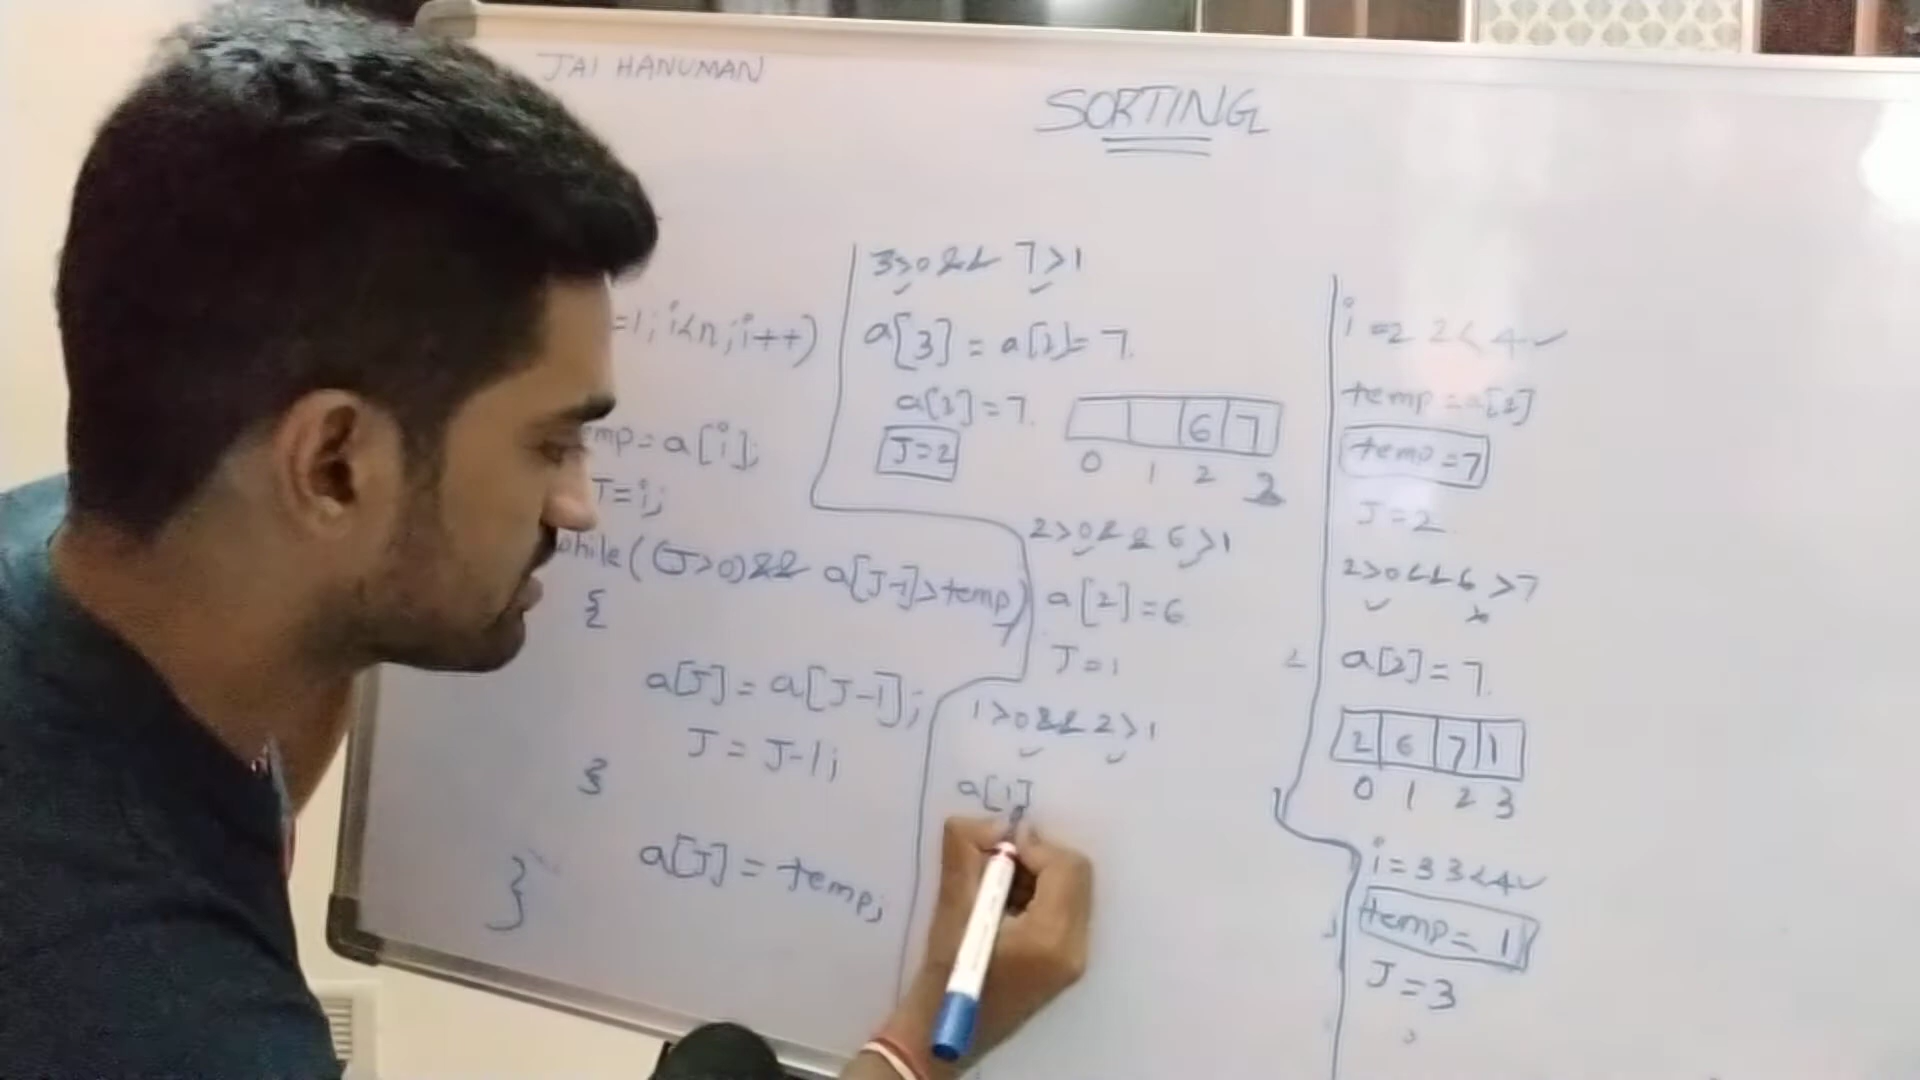 JAI HANUMAN
SORTING
=1; i<n; i++)
emp = a[i];
J=i;
while ( (J>0) && a[J-1]>temp)
{
a[J] = a[J-1];
J = J-1;
}
a[J] = temp;
}
3>0 && 7>1
a[3] = a[2] = 7.
a[3] = 7.
J=2
6 7
0 1 2 3
2>0 && 6>1
a[2] = 6
J=1
1>0 && 2>1
a[1]
i=2 2<4 ✓
temp = a[2]
temp = 7
J=2
2>0 && 6>7
a[2] = 7.
2 6 7 1
0 1 2 3
i=3 3<4 ✓
temp = 1
J=3